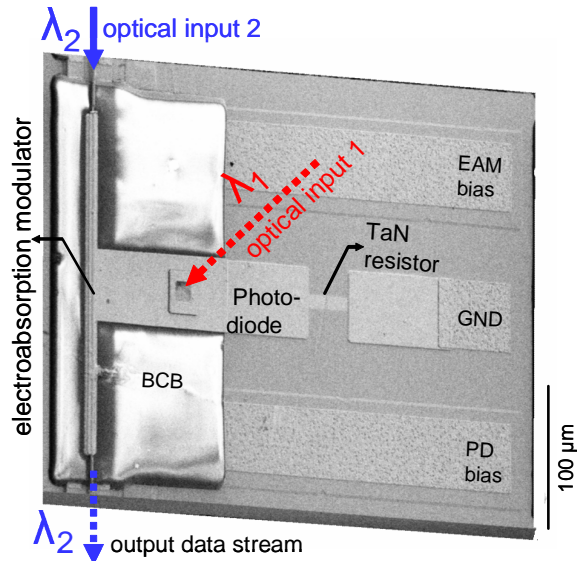 λ2 optical input 2
EAM
bias
λ1
optical input 1
TaN
resistor
electroabsorption modulator
Photo-
diode
GND
BCB
PD
bias
100 µm
λ2 output data stream